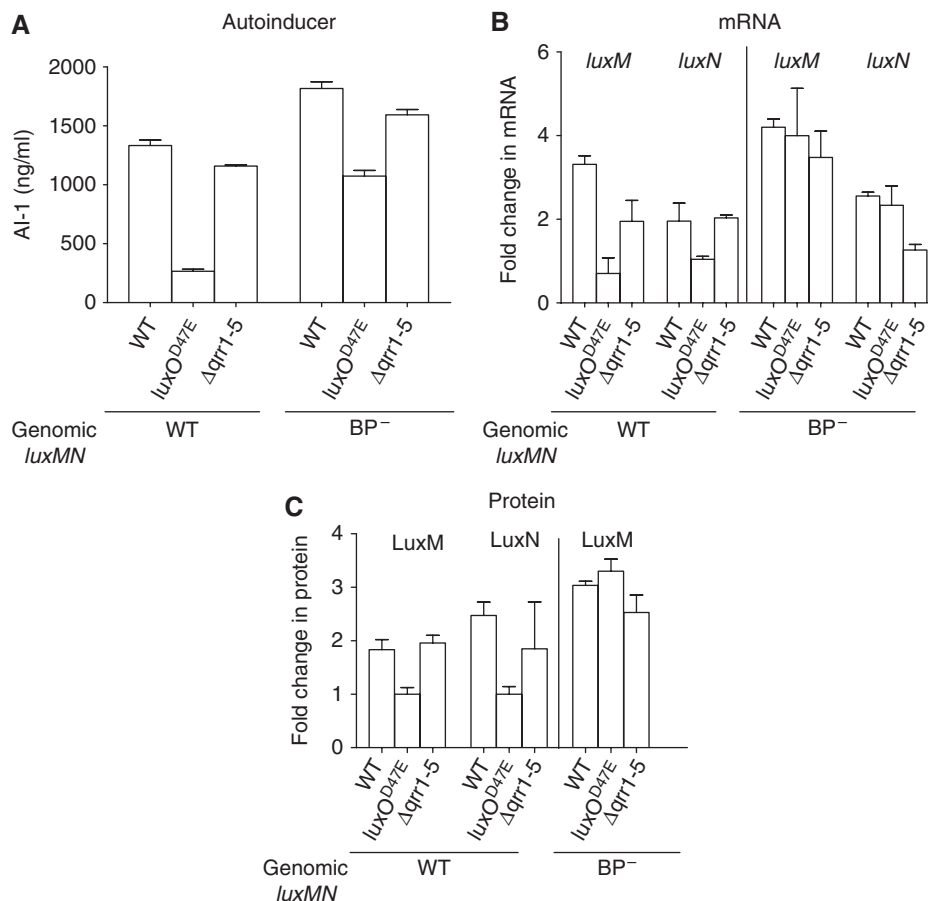 A
Autoinducer
AI-1 (ng/ml)
2000
1500
1000
500
0
WT
luxO^D47E
Δqrr1-5
WT
luxO^D47E
Δqrr1-5
Genomic
luxMN
WT
BP−
B
mRNA
Fold change in mRNA
6
4
2
0
luxM
luxN
luxM
luxN
WT
luxO^D47E
Δqrr1-5
WT
luxO^D47E
Δqrr1-5
WT
luxO^D47E
Δqrr1-5
WT
luxO^D47E
Δqrr1-5
Genomic
luxMN
WT
BP−
C
Protein
Fold change in protein
4
3
2
1
0
LuxM
LuxN
LuxM
WT
luxO^D47E
Δqrr1-5
WT
luxO^D47E
Δqrr1-5
WT
luxO^D47E
Δqrr1-5
Genomic
luxMN
WT
BP−